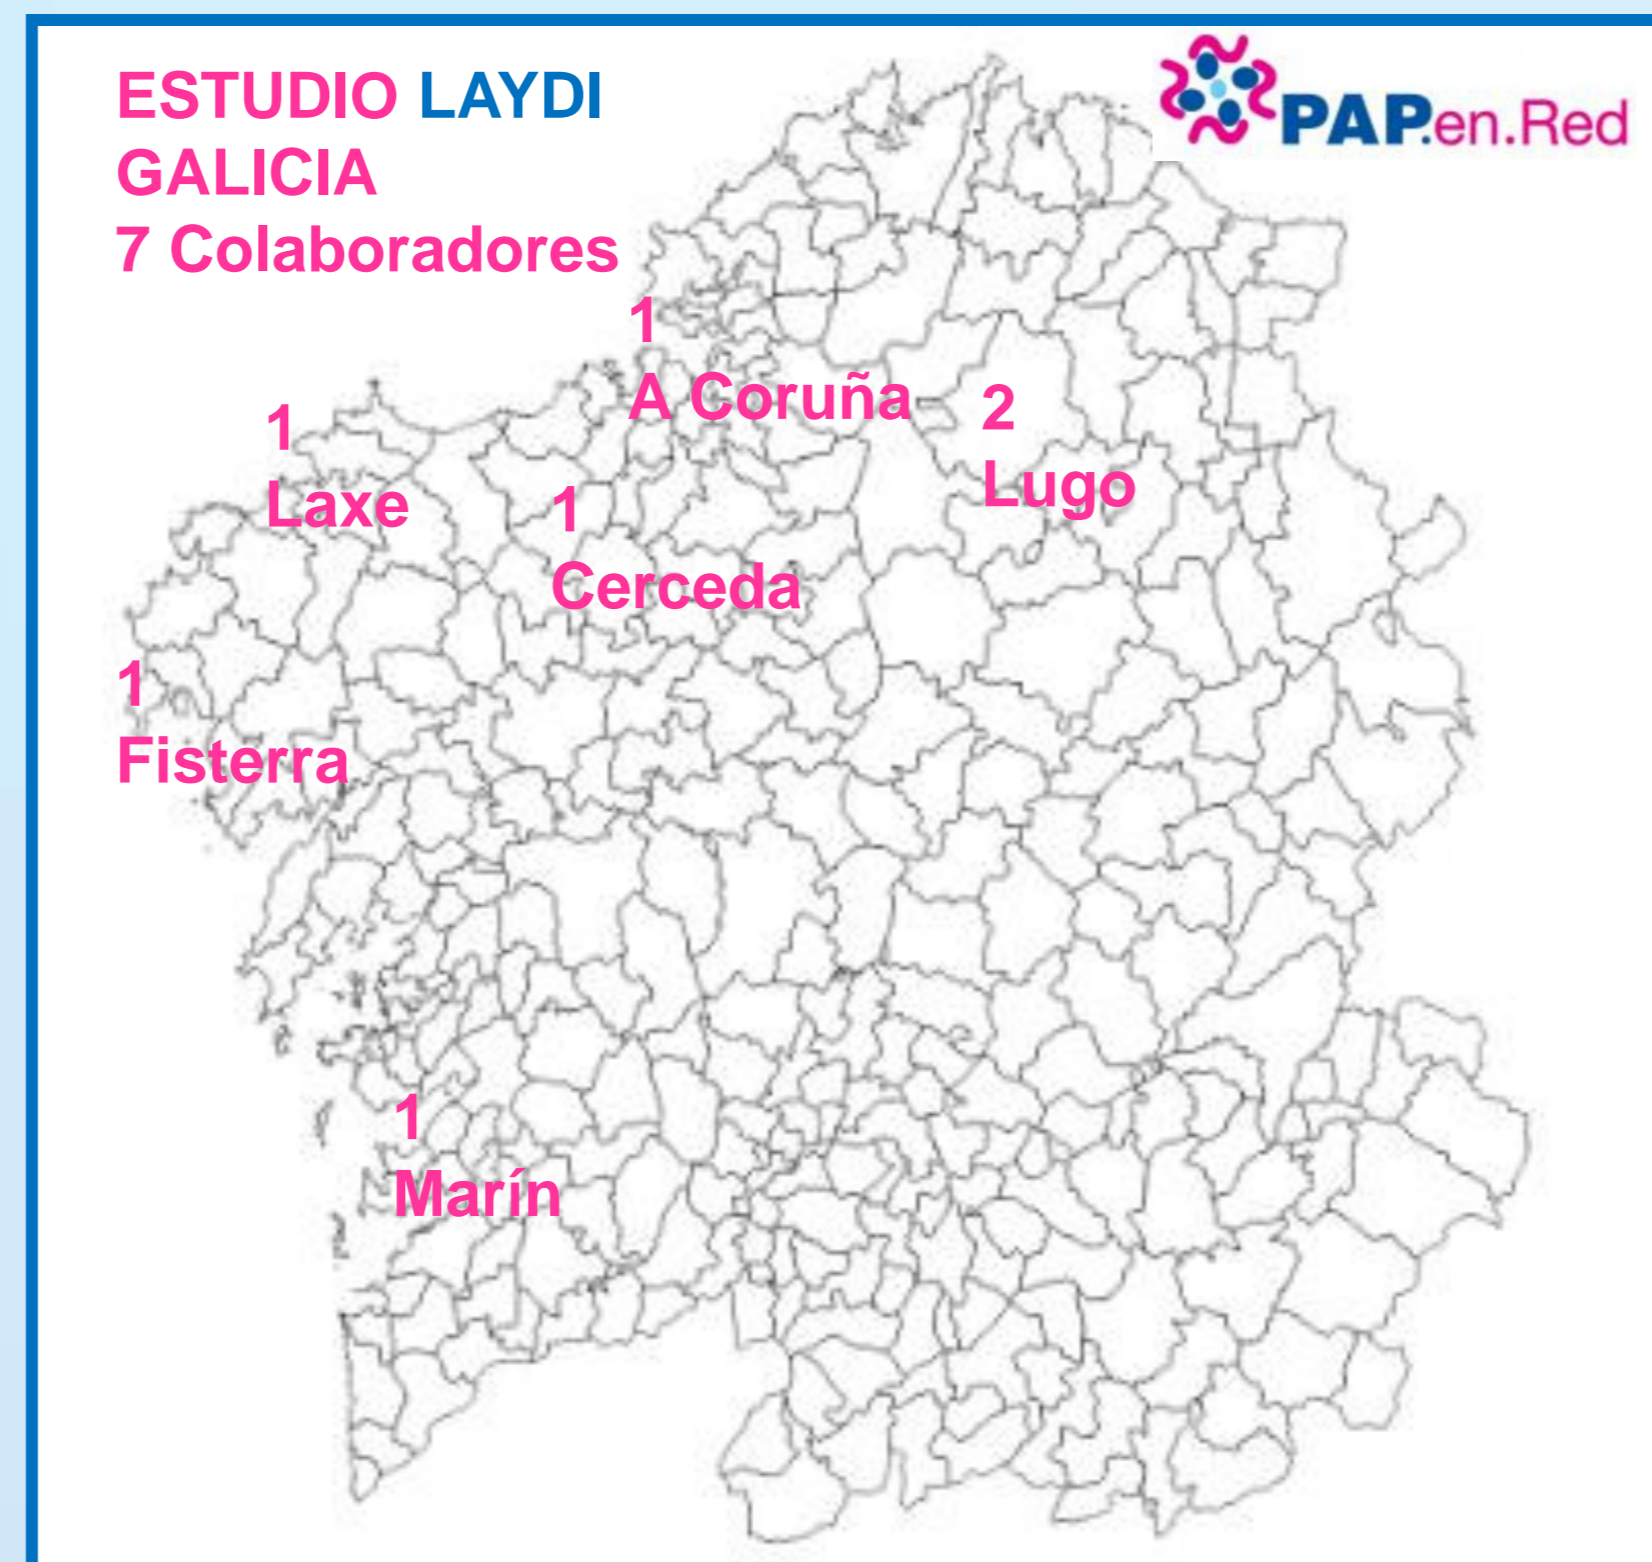 ESTUDIO LAYDI
GALICIA
7 Colaboradores
PAP.en.Red
1
A Coruña
1
Laxe
2
Lugo
1
Cerceda
1
Fisterra
1
Marín